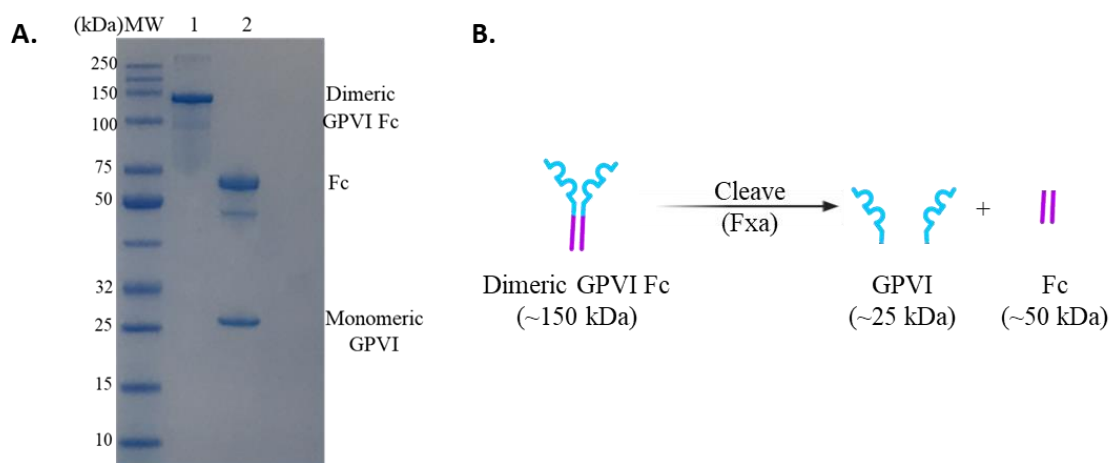 A.
(kDa) MW 1 2
250
150
100
75
50
32
25
15
10
Dimeric
GPVI Fc
Fc
Monomeric
GPVI
B.
Cleave
(Fxa)
+
Dimeric GPVI Fc
(~150 kDa)
GPVI
(~25 kDa)
Fc
(~50 kDa)